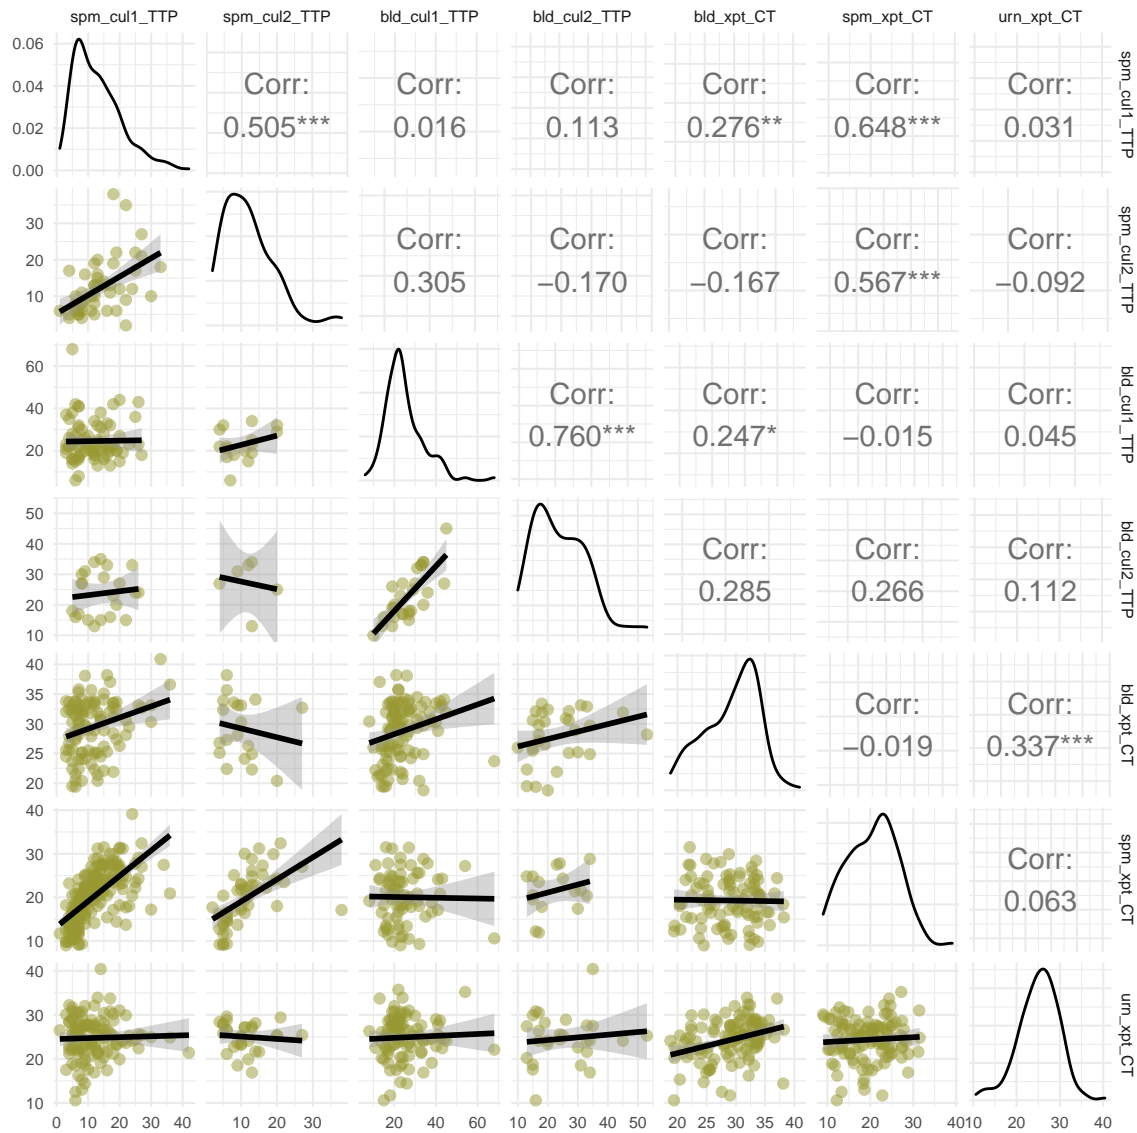 spm_cul1_TTP spm_cul2_TTP bld_cul1_TTP bld_cul2_TTP bld_xpt_CT spm_xpt_CT urn_xpt_CT
0.06
0.04
0.02
0.00
Corr: Corr: Corr: Corr: Corr: Corr:
0.505*** 0.016 0.113 0.276** 0.648*** 0.031
spm_cul1_TTP
30
20
10
Corr: Corr: Corr: Corr: Corr:
0.305 −0.170 −0.167 0.567*** −0.092
spm_cul2_TTP
60
40
20
Corr: Corr: Corr: Corr:
0.760*** 0.247* −0.015 0.045
bld_cul1_TTP
50
40
30
20
10
Corr: Corr: Corr:
0.285 0.266 0.112
bld_cul2_TTP
40
35
30
25
20
Corr: Corr:
−0.019 0.337***
bld_xpt_CT
40
30
20
10
Corr:
0.063
spm_xpt_CT
40
30
20
10
urn_xpt_CT
0 10 20 30 40 10 20 30 20 40 60 10 20 30 40 50 20 25 30 35 40 10 20 30 40 10 20 30 40